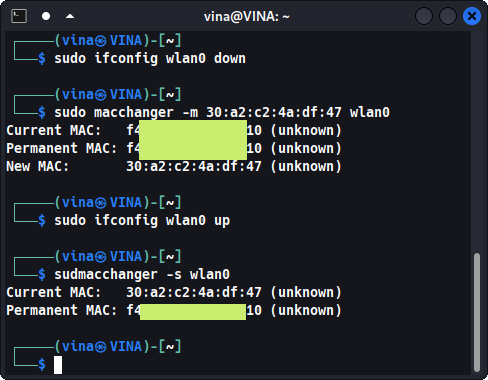 vina@VINA: ~
(vina㉿VINA)-[~]
$ sudo ifconfig wlan0 down
(vina㉿VINA)-[~]
$ sudo macchanger -m 30:a2:c2:4a:df:47 wlan0
Current MAC: f4 10 (unknown)
Permanent MAC: f4 10 (unknown)
New MAC: 30:a2:c2:4a:df:47 (unknown)
(vina㉿VINA)-[~]
$ sudo ifconfig wlan0 up
(vina㉿VINA)-[~]
$ sudmacchanger -s wlan0
Current MAC: 30:a2:c2:4a:df:47 (unknown)
Permanent MAC: f4 10 (unknown)
(vina㉿VINA)-[~]
$